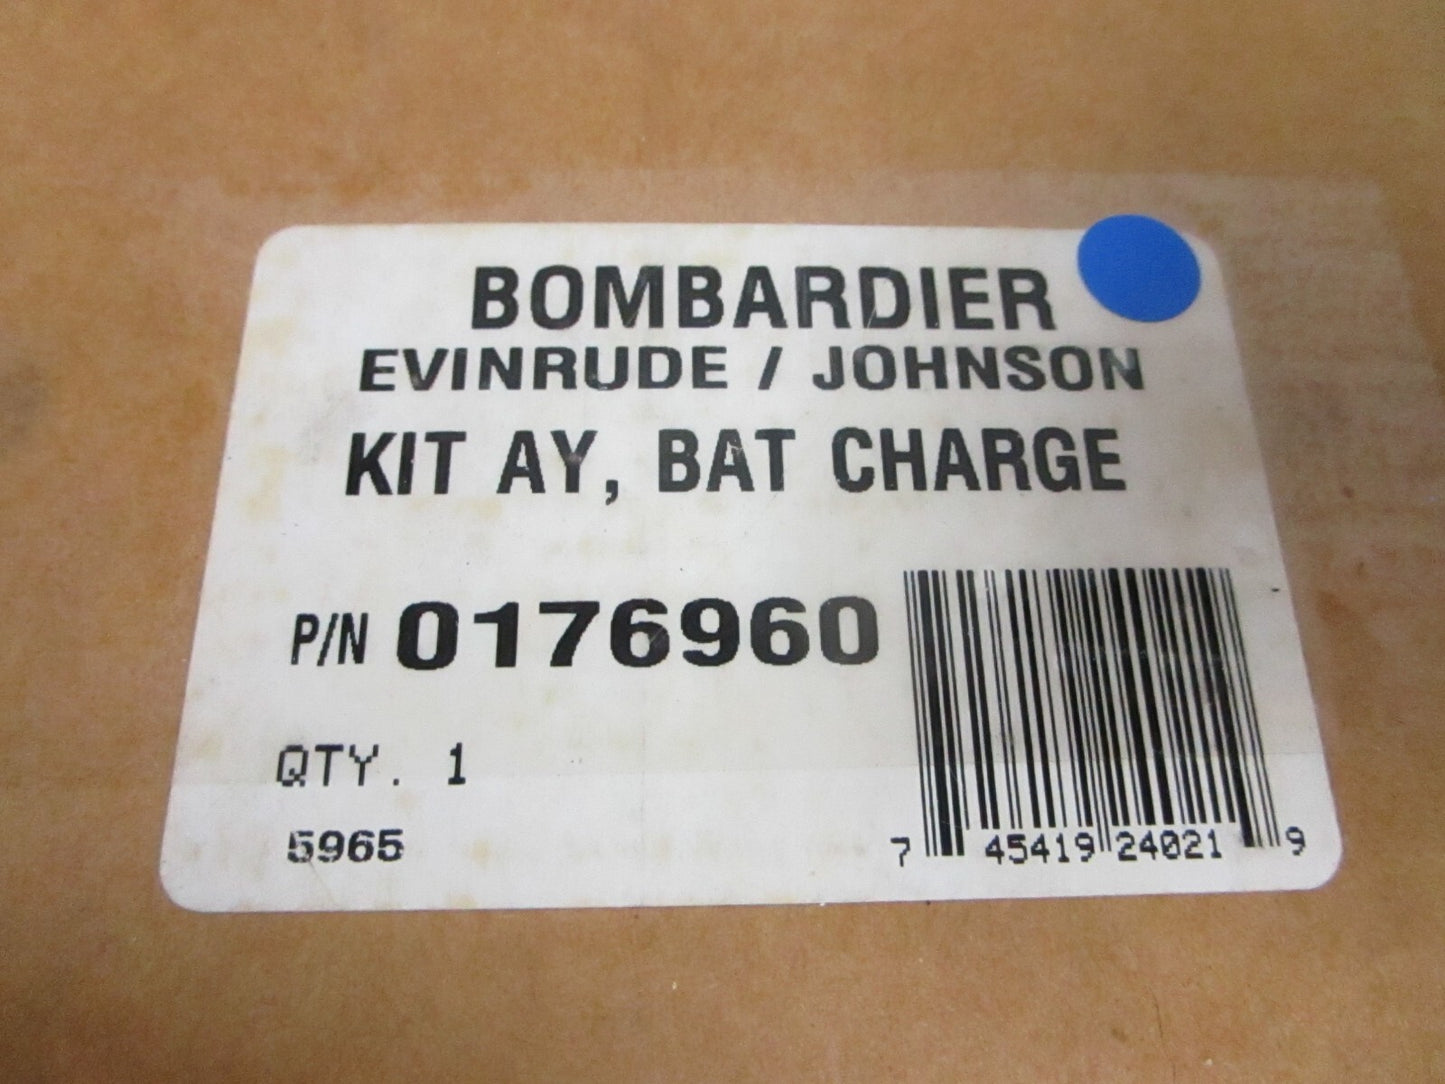 BOMBARDIER
EVINRUDE / JOHNSON
KIT AY, BAT CHARGE
P/N 0176960
QTY. 1
5965
7 45419 24021 9